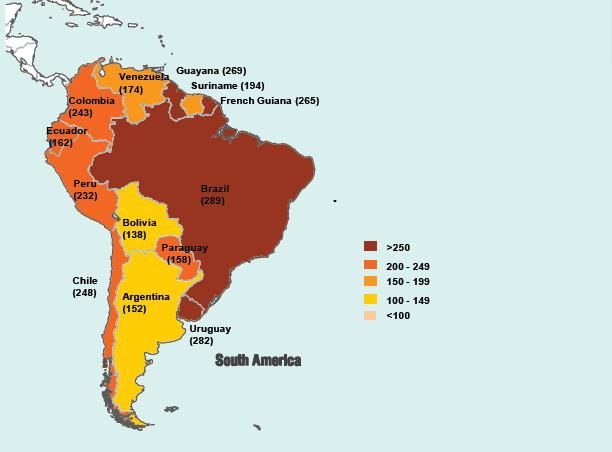 Venezuela
(174)
Guayana (269)
Suriname (194)
French Guiana (265)
Colombia
(243)
Ecuador
(162)
Peru
(232)
Brazil
(289)
Bolivia
(138)
Paraguay
(158)
Chile
(248)
Argentina
(152)
Uruguay
(282)
>250
200 - 249
150 - 199
100 - 149
<100
South America